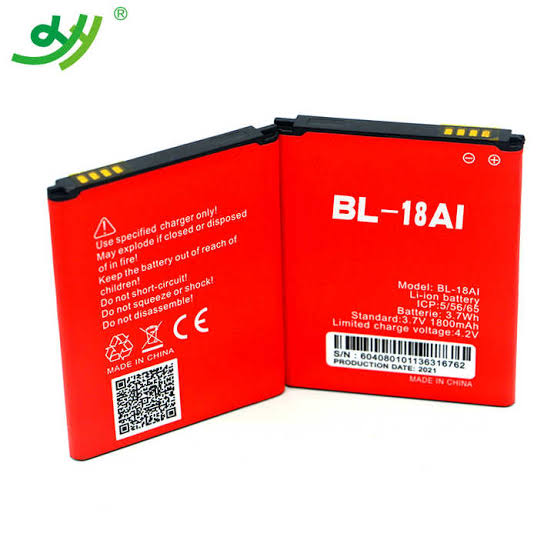 ®
Use specified charger only!
May explode if closed or disposed
of in fire!
Keep the battery out of reach of
children!
Do not short-circuit!
Do not squeeze or shock!
Do not disassemble!
MADE IN CHINA
BL-18AI
Model: BL-18AI
Li-ion battery
ICP:5/56/65
Batterie: 3.7Wh
Standard:3.7V 1800mAh
Limited charge voltage:4.2V
S/N : 604080101136316762
PRODUCTION DATE: 2021
MADE IN CHINA